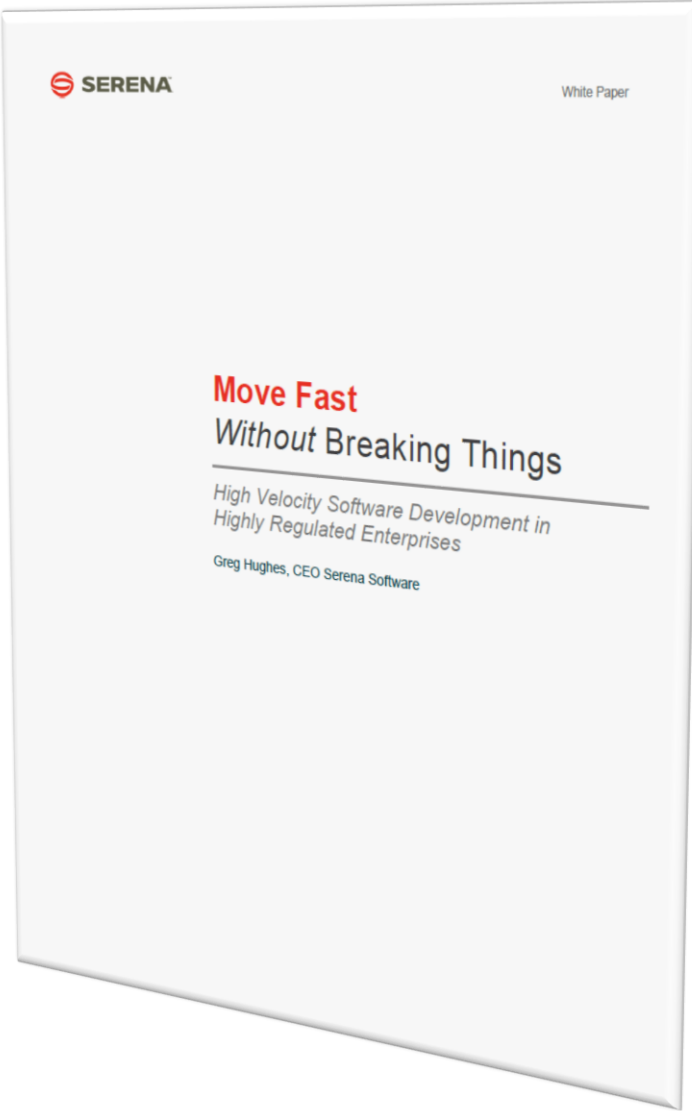 SERENA
White Paper
Move Fast
Without Breaking Things
High Velocity Software Development in
Highly Regulated Enterprises
Greg Hughes, CEO Serena Software